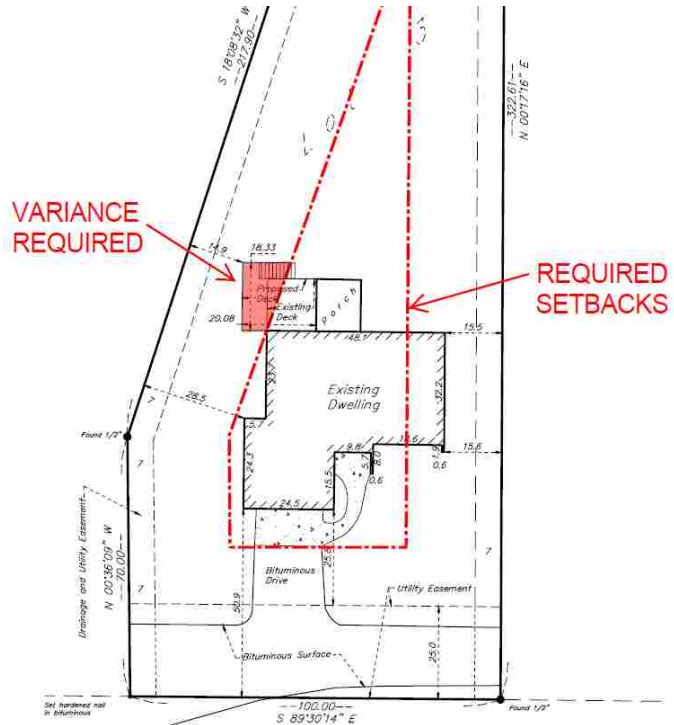 S 18°08'32" W
---217.90---
---322.61---
N 00°17'16" E
L O T
VARIANCE
REQUIRED
14.9
18.33
Proposed
Deck
Existing
Deck
Porch
20.08
REQUIRED
SETBACKS
48.1
15.5
28.5
Existing
Dwelling
32.2
7
Found 1/2"
5.7
9.8
1.9
15.6
0.6
7
24.3
15.5
5.7
8.0
0.6
24.5
7
Drainage and Utility Easement
N 00°36'09" W
---70.00---
Bituminous
Drive
25.8
Utility Easement
7
50.9
25.0
Bituminous Surface
Set hardened nail
in bituminous
---100.00---
S 89°30'14" E
Found 1/2"